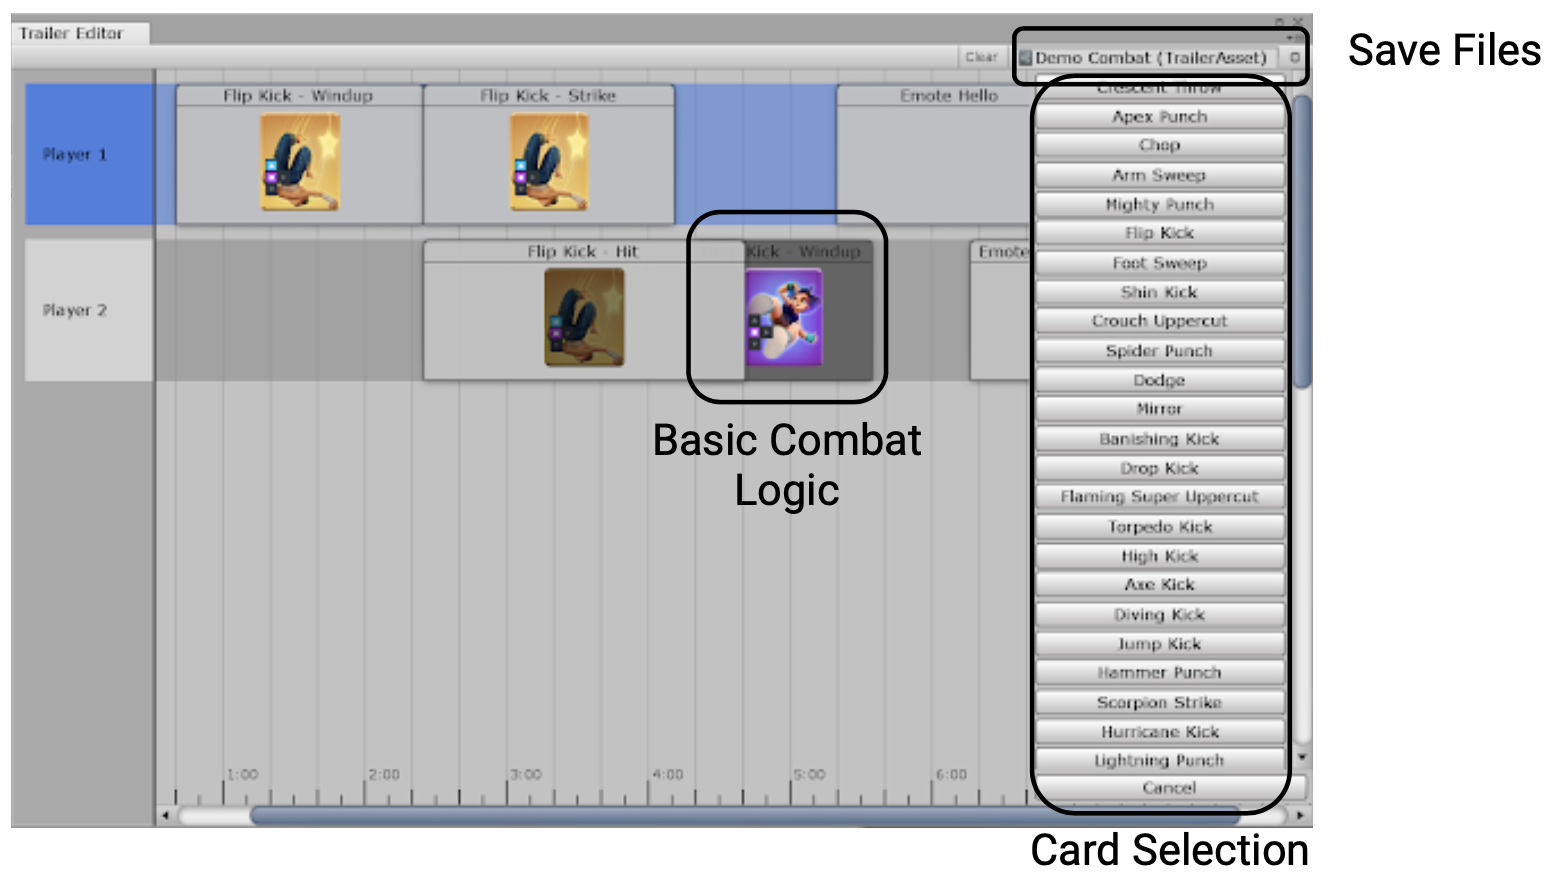 Trailer Editor
Clear
Demo Combat (TrailerAsset)
Save Files
Player 1
Flip Kick - Windup
Flip Kick - Strike
Emote Hello
Player 2
Flip Kick - Hit
Kick - Windup
Emote
Basic Combat
Logic
Crescent Throw
Apex Punch
Chop
Arm Sweep
Mighty Punch
Flip Kick
Foot Sweep
Shin Kick
Crouch Uppercut
Spider Punch
Dodge
Mirror
Banishing Kick
Drop Kick
Flaming Super Uppercut
Torpedo Kick
High Kick
Axe Kick
Diving Kick
Jump Kick
Hammer Punch
Scorpion Strike
Hurricane Kick
Lightning Punch
Cancel
1:00 2:00 3:00 4:00 5:00 6:00
Card Selection